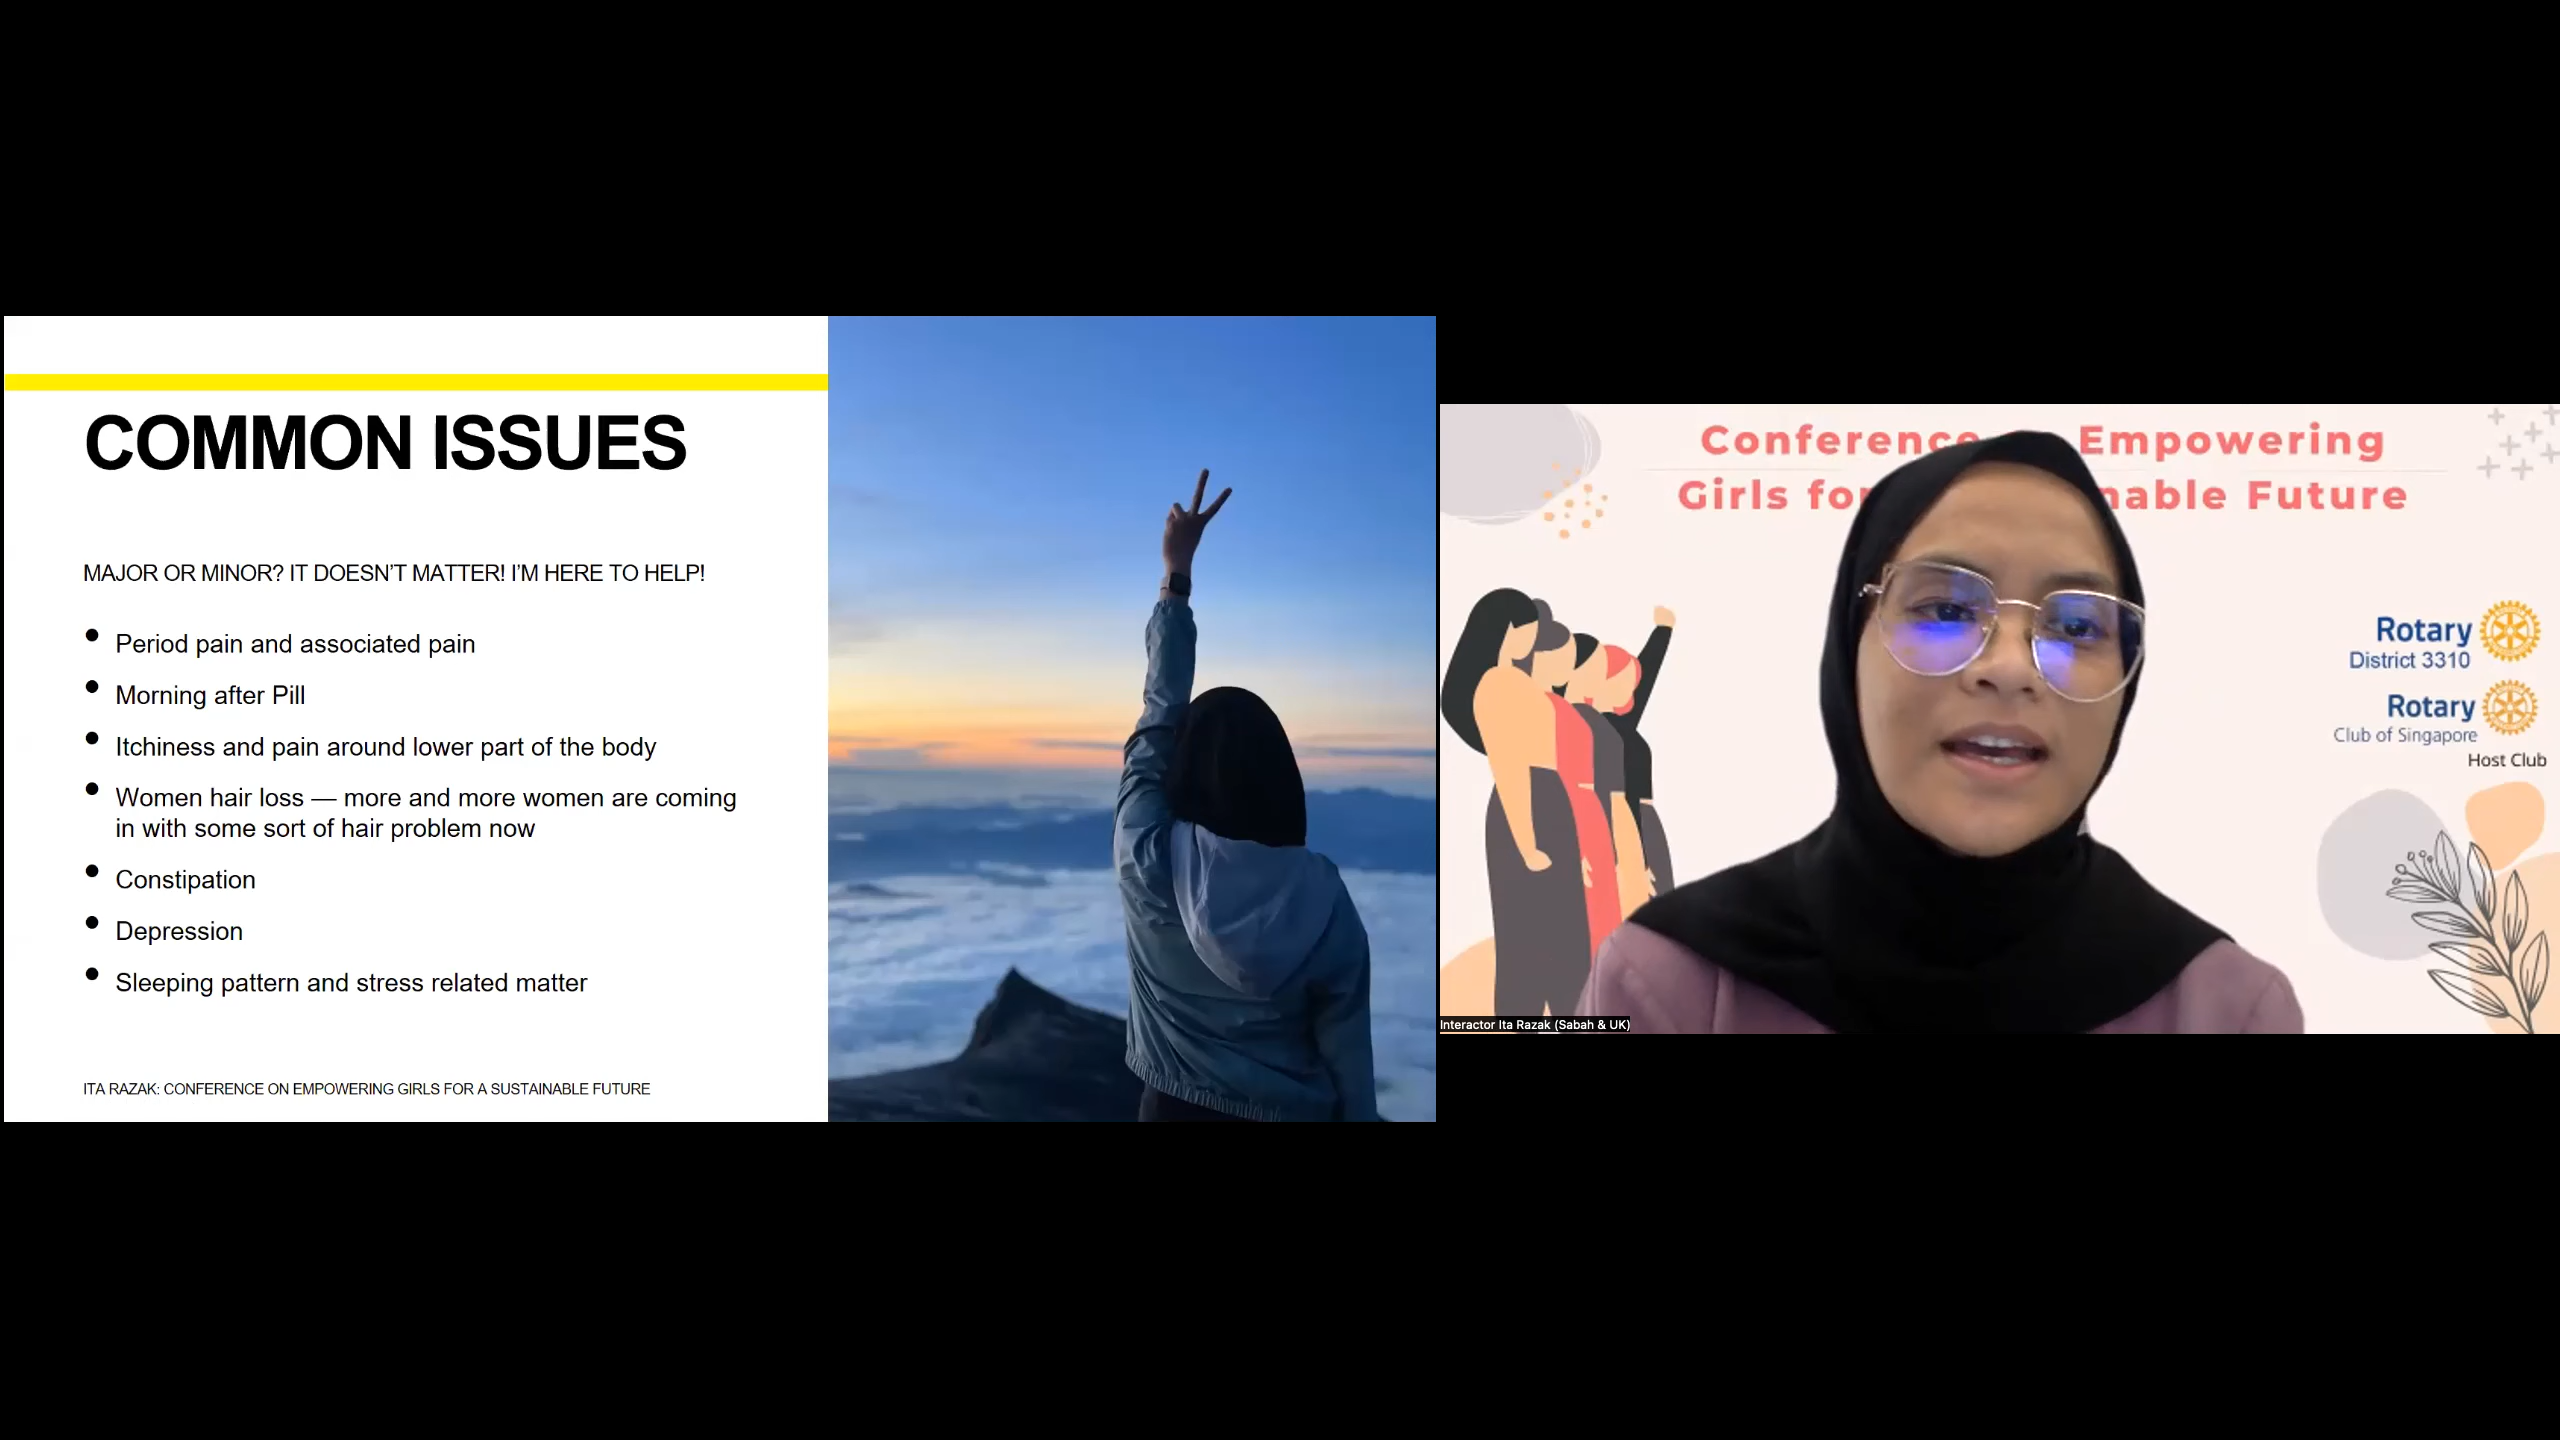 COMMON ISSUES
MAJOR OR MINOR? IT DOESN'T MATTER! I'M HERE TO HELP!
• Period pain and associated pain
• Morning after Pill
• Itchiness and pain around lower part of the body
• Women hair loss — more and more women are coming
in with some sort of hair problem now
• Constipation
• Depression
• Sleeping pattern and stress related matter
ITA RAZAK: CONFERENCE ON EMPOWERING GIRLS FOR A SUSTAINABLE FUTURE
Conference Empowering
Girls for nable Future
Rotary
District 3310
Rotary
Club of Singapore
Host Club
Interactor Ita Razak (Sabah & UK)